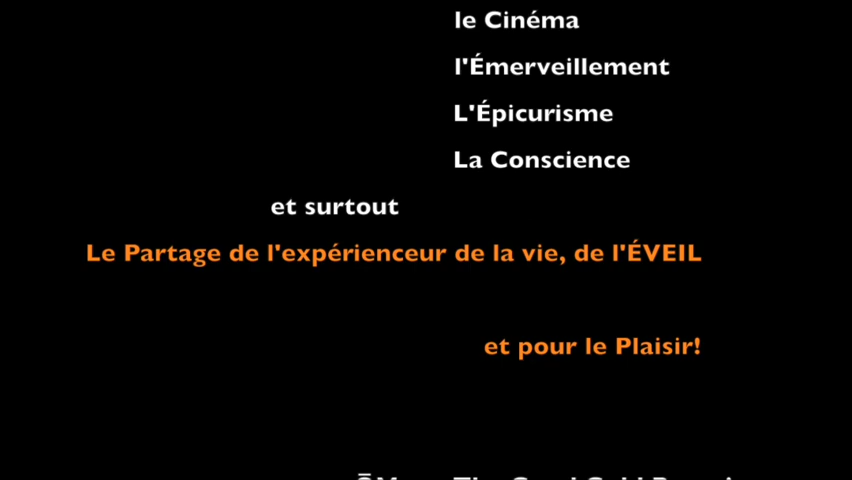 le Cinéma
l'Émerveillement
L'Épicurisme
La Conscience
et surtout
Le Partage de l'expérienceur de la vie, de l'ÉVEIL
et pour le Plaisir!